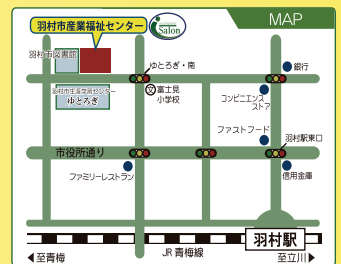 MAP
羽村市産業福祉センター
Salon
羽村市図書館
ゆとろぎ・南
銀行
羽村市生涯学習センター
ゆとろぎ
文 富士見
小学校
コンビニエンス
ストア
ファストフード
羽村駅東口
市役所通り
ファミリーレストラン
信用金庫
羽村駅
JR 青梅線
◀至青梅
至立川▶